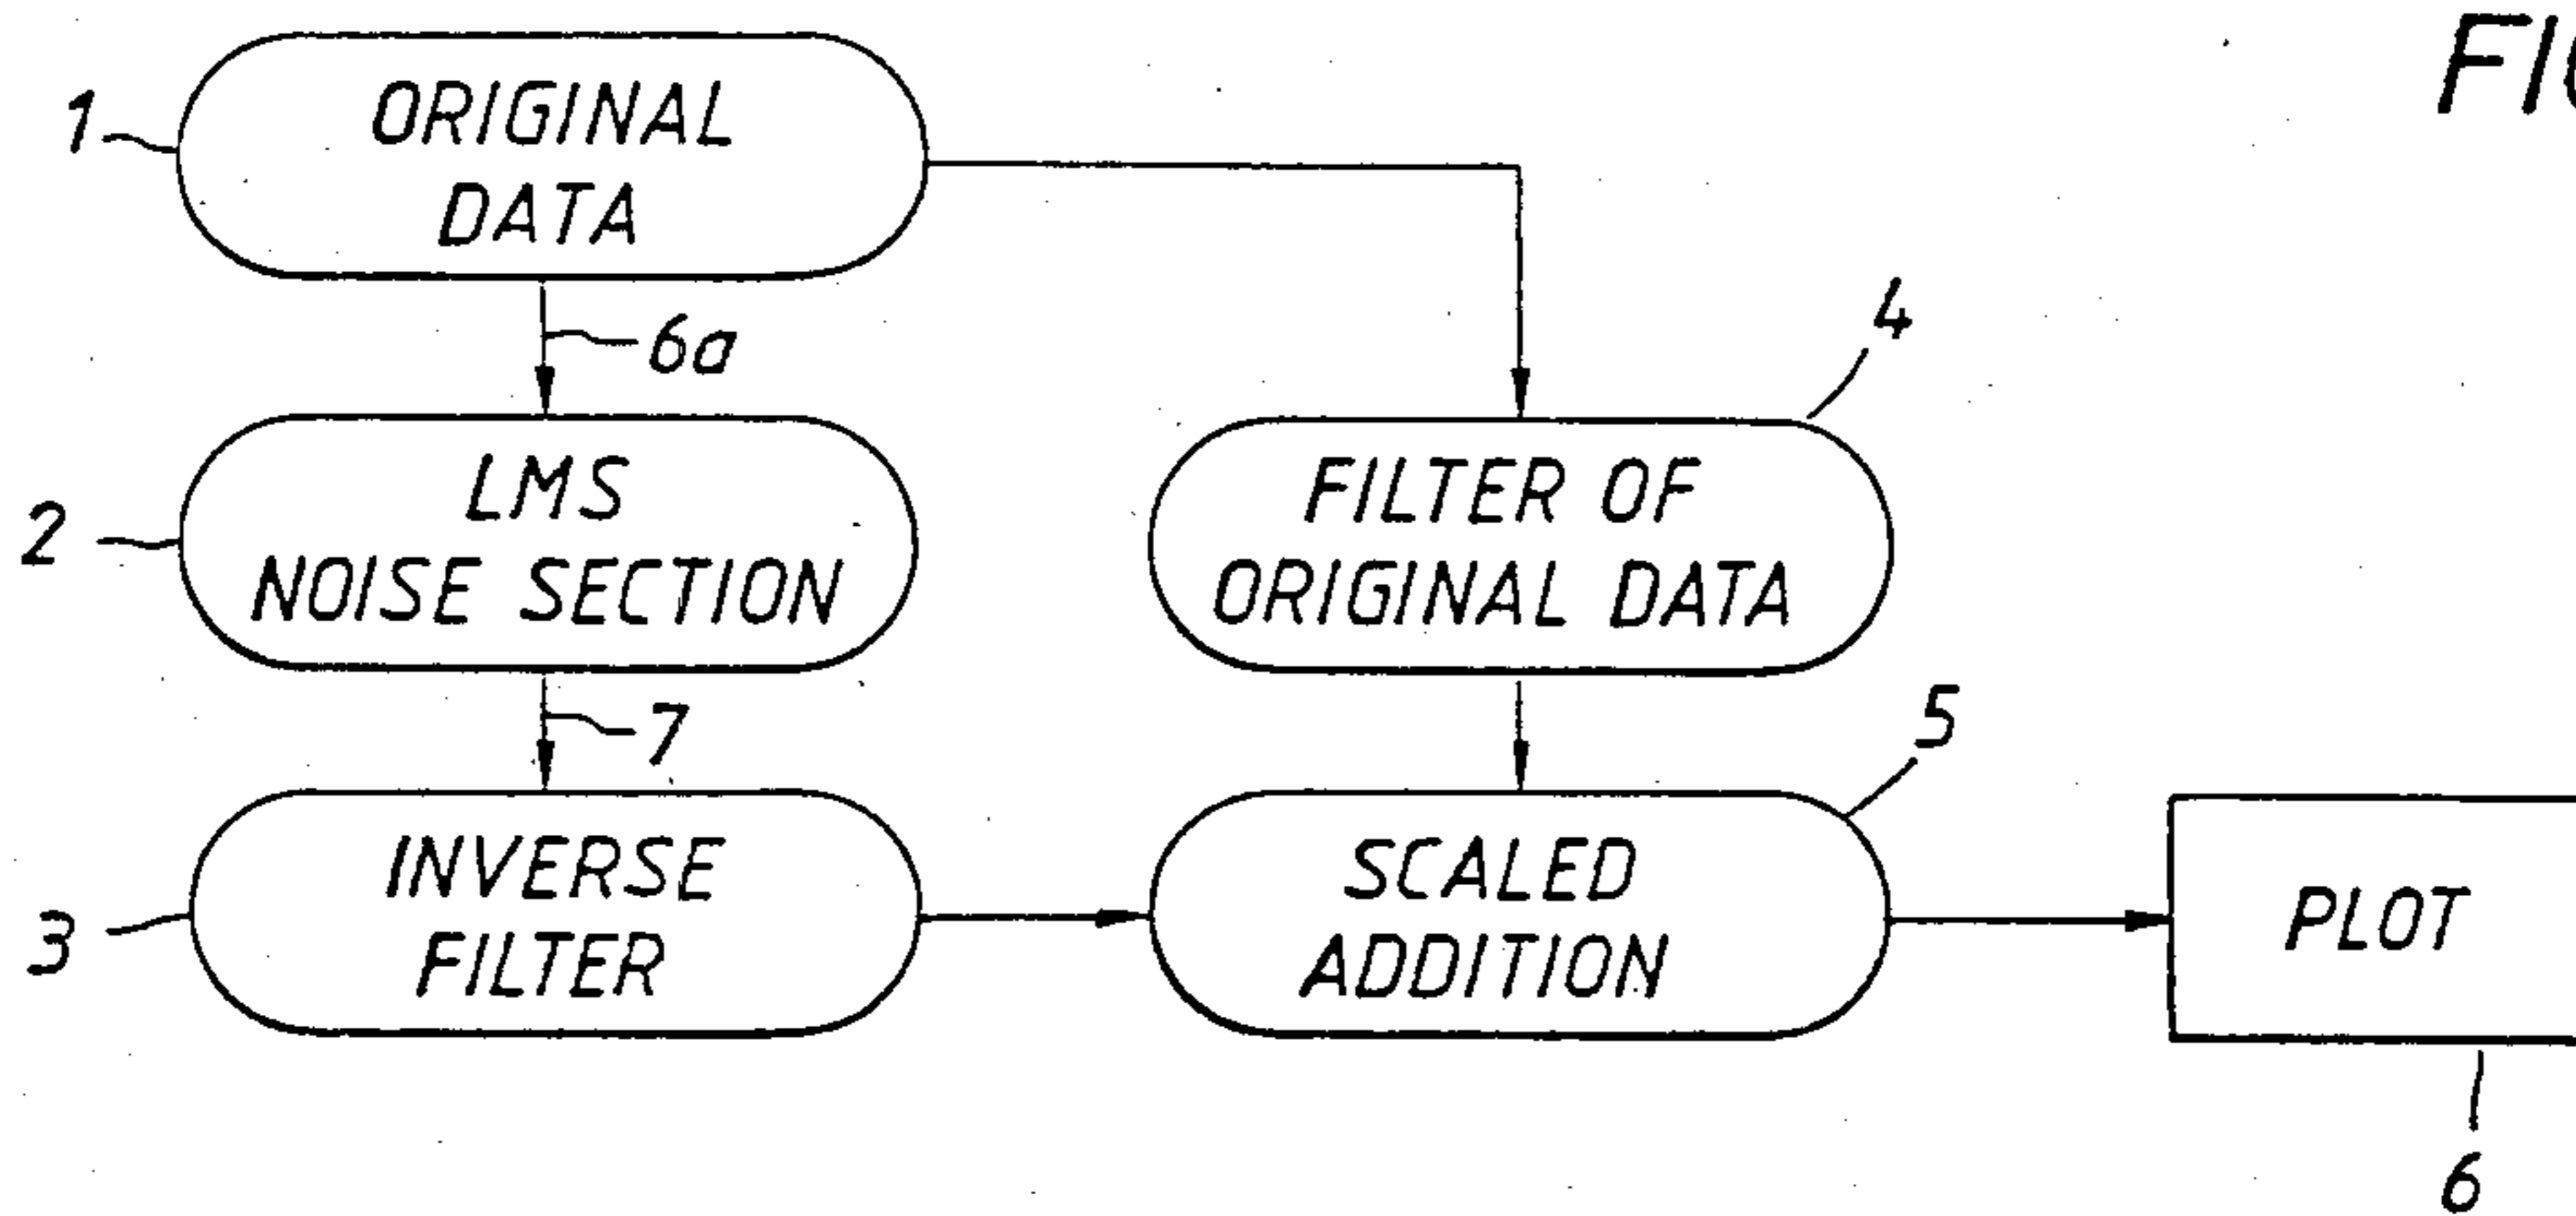 FIG
1
ORIGINAL
DATA
6a
4
2
LMS
NOISE SECTION
FILTER OF
ORIGINAL DATA
7
5
3
INVERSE
FILTER
SCALED
ADDITION
PLOT
6